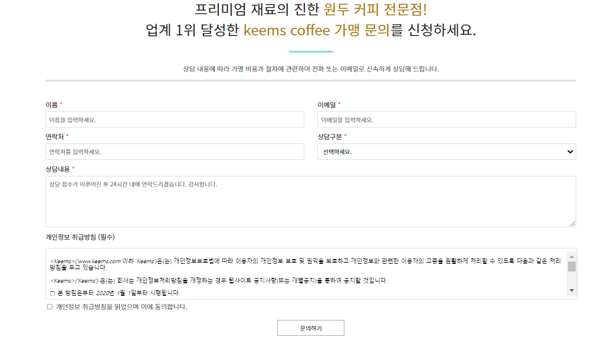 프리미엄 재료의 진한 원두 커피 전문점!
업계 1위 달성한 keems coffee 가맹 문의를 신청하세요.
상담 내용에 따라 가맹 비용과 절차에 관련하여 전화 또는 이메일로 신속하게 상담해 드립니다.
이름 *
이메일 *
이름을 입력하세요.
이메일을 입력하세요.
연락처 *
상담구분 *
연락처를 입력하세요.
선택하세요.
상담내용 *
상담 접수가 이루어진 후 24시간 내에 연락드리겠습니다. 감사합니다.
개인정보 취급방침 (필수)
<Keems>('www.keems.com'이하 'Keems')은(는) 개인정보보호법에 따라 이용자의 개인정보 보호 및 권익을 보호하고 개인정보와 관련한 이용자의 고충을 원활하게 처리할 수 있도록 다음과 같은 처리
방침을 두고 있습니다.
<Keems>('Keems') 은(는) 회사는 개인정보처리방침을 개정하는 경우 웹사이트 공지사항(또는 개별공지)을 통하여 공지할 것입니다.
○ 본 방침은부터 2020년 1월 1일부터 시행됩니다.
개인정보 취급방침을 읽었으며 이에 동의합니다.
문의하기